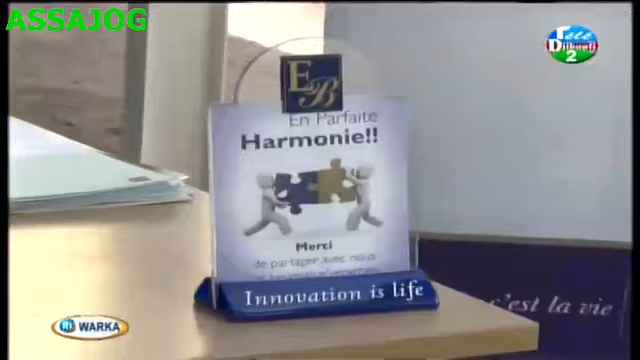 ASSAJOG
Télé
Djibouti
2
EB
En Parfaite
Harmonie!!
Merci
de partager avec nous
Innovation is life
c'est la vie
WARKA